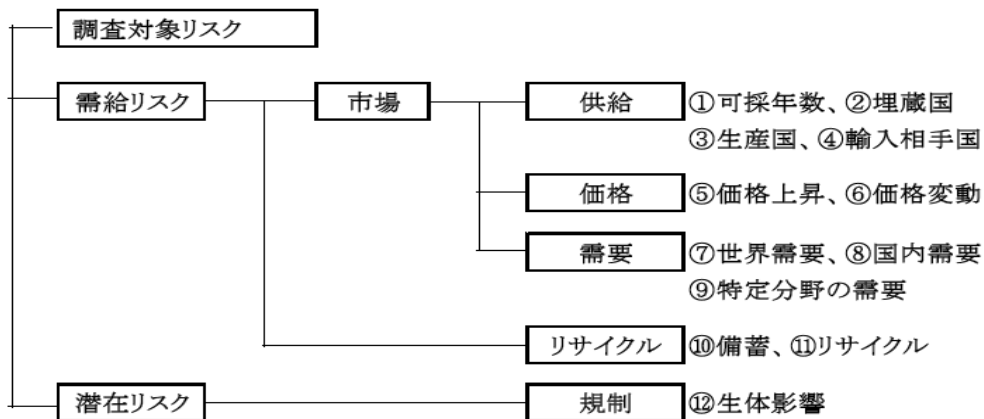 調査対象リスク
需給リスク 市場 供給 ①可採年数、②埋蔵国
③生産国、④輸入相手国
価格 ⑤価格上昇、⑥価格変動
需要 ⑦世界需要、⑧国内需要
⑨特定分野の需要
リサイクル ⑩備蓄、⑪リサイクル
潜在リスク 規制 ⑫生体影響